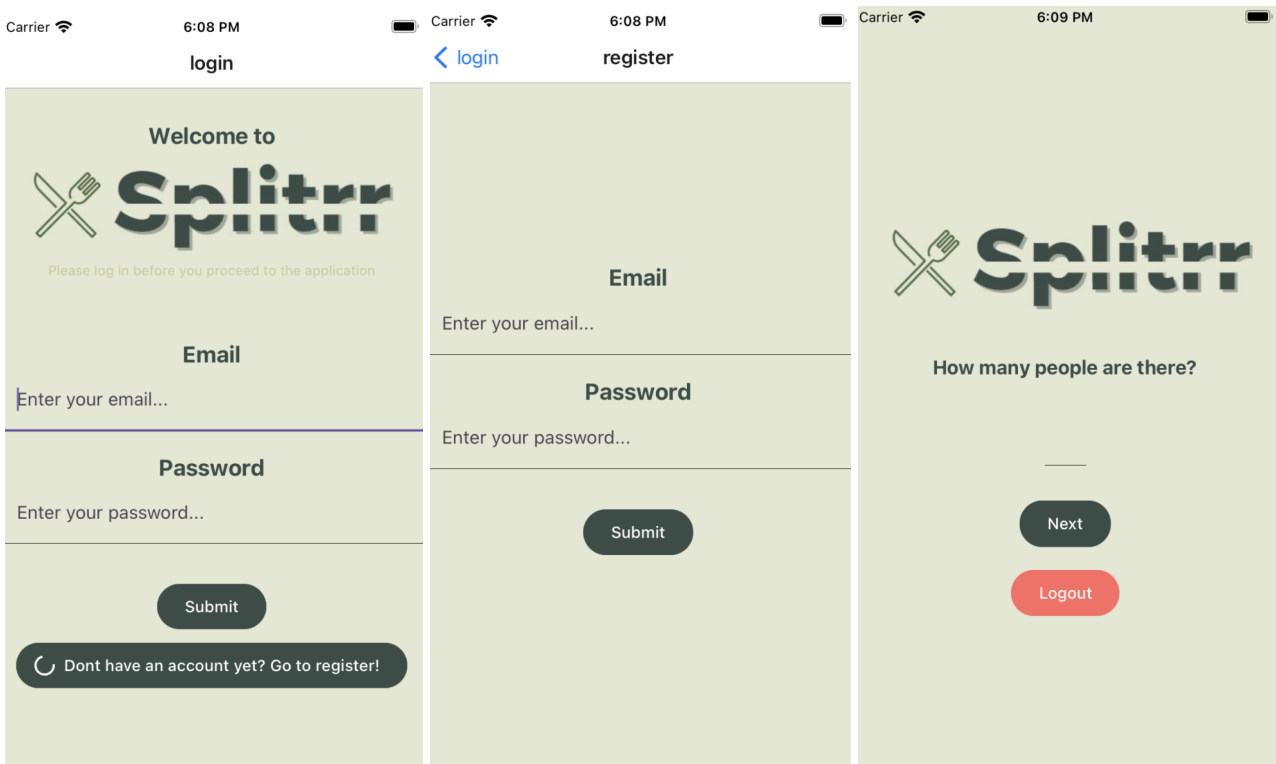 Carrier 6:08 PM
login
Welcome to
Splitrr
Please log in before you proceed to the application
Email
Enter your email...
Password
Enter your password...
Submit
Dont have an account yet? Go to register!
Carrier 6:08 PM
login register
Email
Enter your email...
Password
Enter your password...
Submit
Carrier 6:09 PM
Splitrr
How many people are there?
Next
Logout